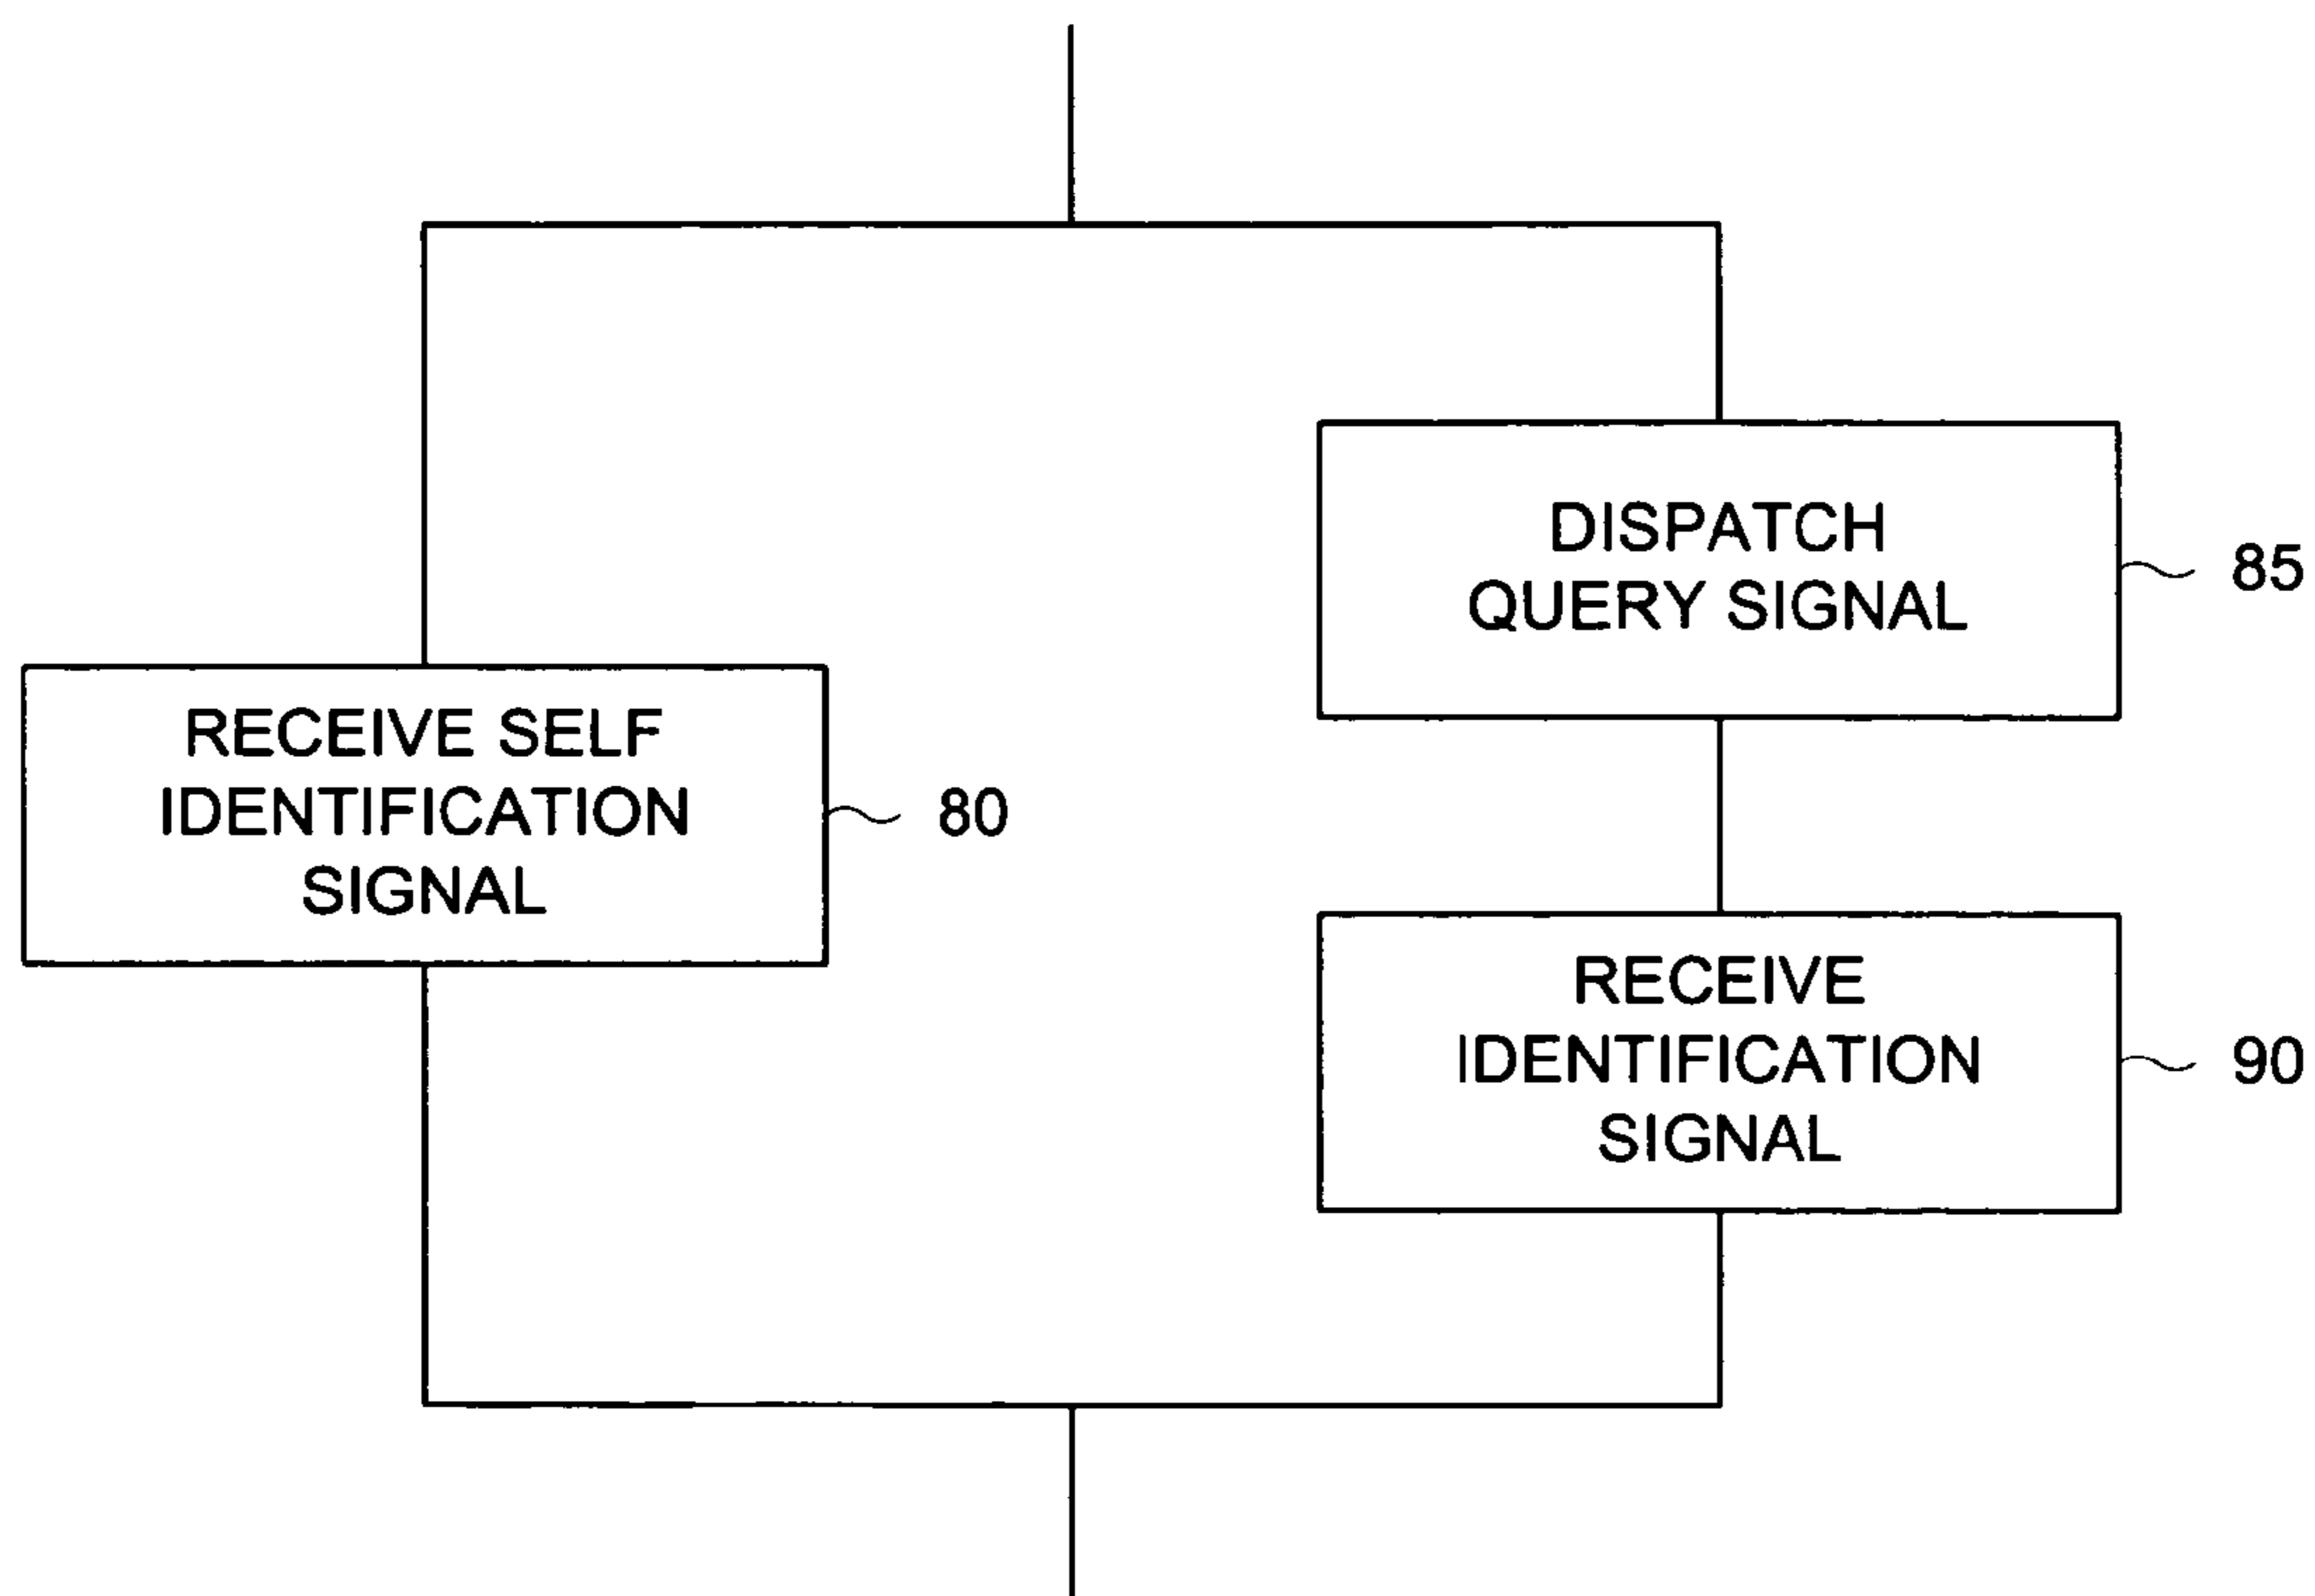 DISPATCH
QUERY SIGNAL
85
RECEIVE SELF
IDENTIFICATION
SIGNAL
80
RECEIVE
IDENTIFICATION
SIGNAL
90